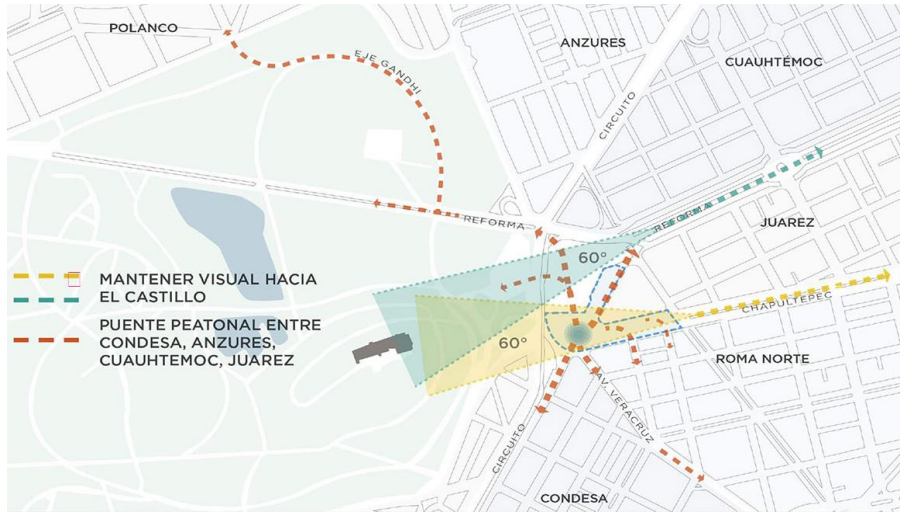 POLANCO
ANZURES
CUAUHTÉMOC
EJE GANDHI
CIRCUITO
REFORMA
REFORMA
JUAREZ
60°
MANTENER VISUAL HACIA
EL CASTILLO
CHAPULTEPEC
PUENTE PEATONAL ENTRE
CONDESA, ANZURES,
CUAUHTEMOC, JUAREZ
60°
ROMA NORTE
AV. VERACRUZ
CIRCUITO
CONDESA